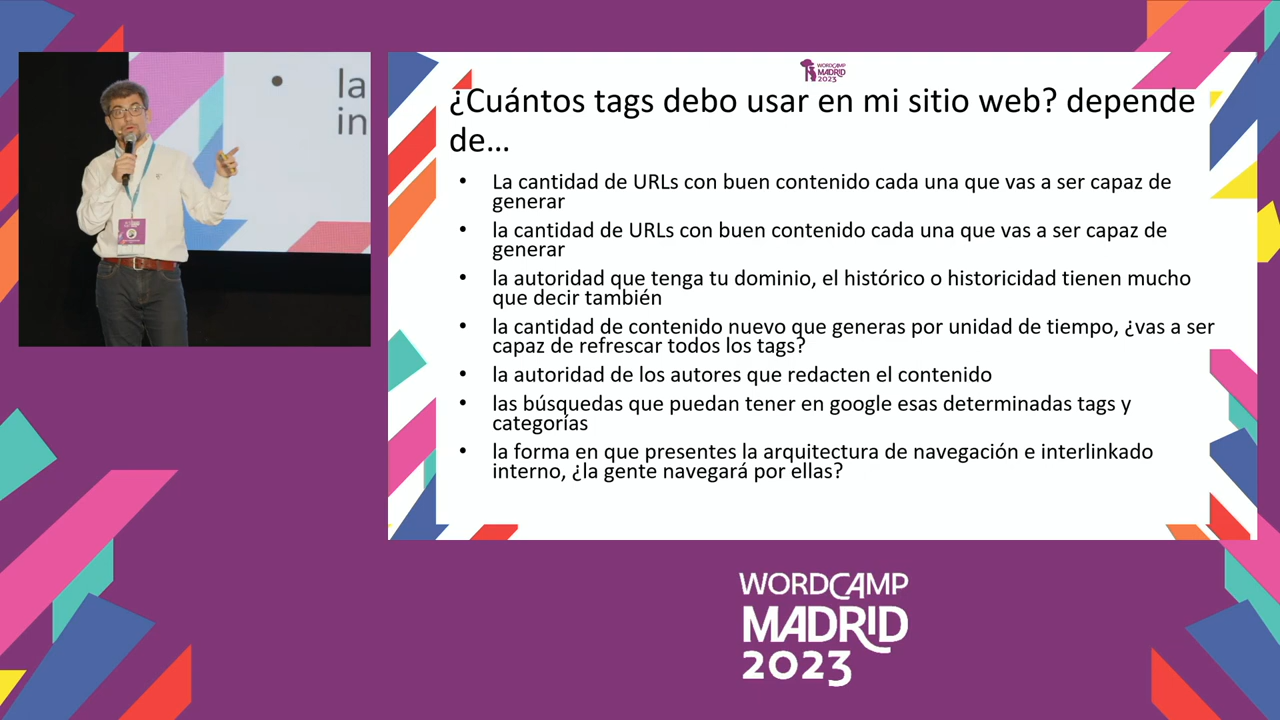 la
in
WORDCAMP
MADRID
2023
¿Cuántos tags debo usar en mi sitio web? depende
de...
• La cantidad de URLs con buen contenido cada una que vas a ser capaz de
generar
• la cantidad de URLs con buen contenido cada una que vas a ser capaz de
generar
• la autoridad que tenga tu dominio, el histórico o historicidad tienen mucho
que decir también
• la cantidad de contenido nuevo que generas por unidad de tiempo, ¿vas a ser
capaz de refrescar todos los tags?
• la autoridad de los autores que redacten el contenido
• las búsquedas que puedan tener en google esas determinadas tags y
categorías
• la forma en que presentes la arquitectura de navegación e interlinkado
interno, ¿la gente navegará por ellas?
WORDCAMP
MADRID
2023